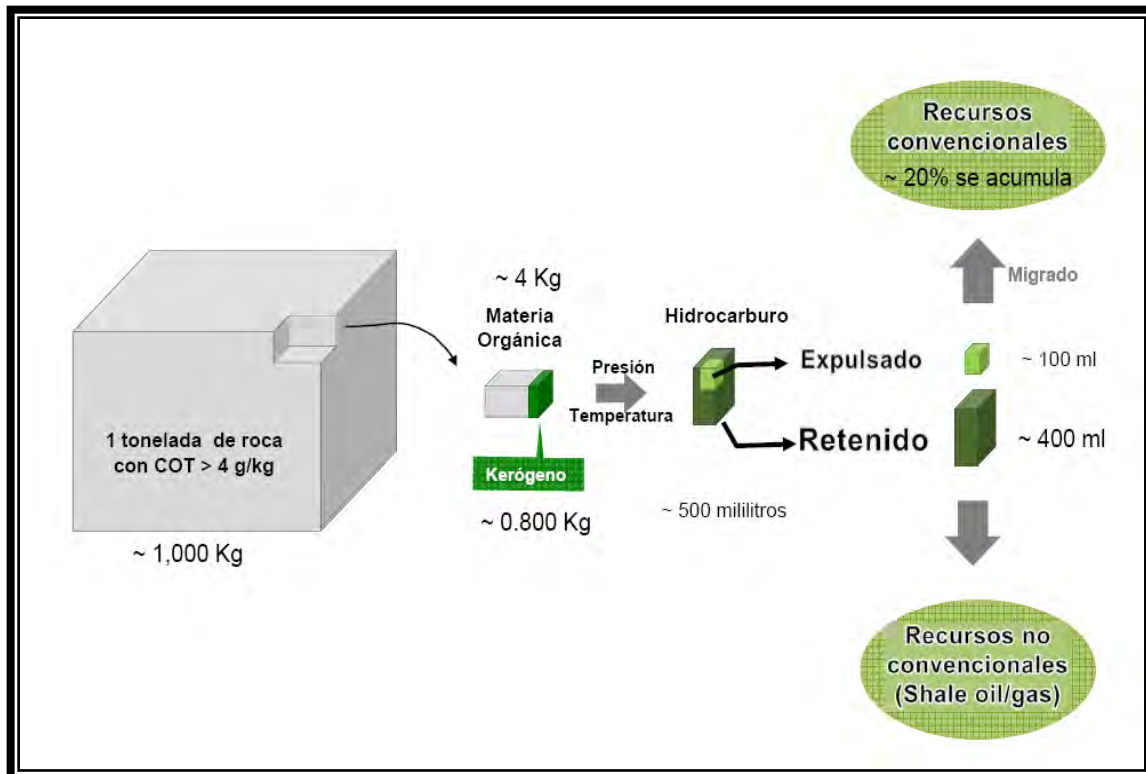 Recursos
convencionales
~ 20% se acumula
Migrado
~ 4 Kg
Materia
Orgánica
Hidrocarburo
Presión
Temperatura
Expulsado
~ 100 ml
1 tonelada de roca
con COT > 4 g/kg
Retenido
~ 400 ml
Kerógeno
~ 0.800 Kg
~ 500 mililitros
~ 1,000 Kg
Recursos no
convencionales
(Shale oil/gas)